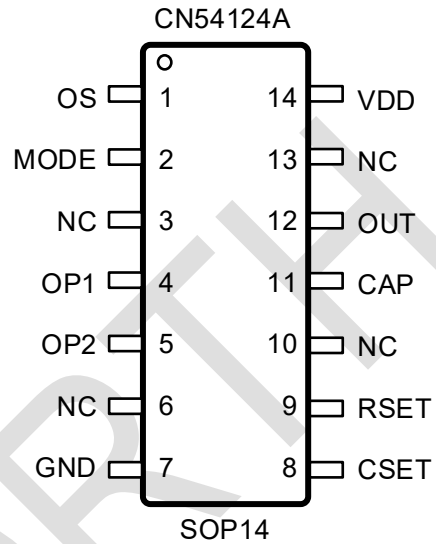 CN54124A
OS 1 14 VDD
MODE 2 13 NC
NC 3 12 OUT
OP1 4 11 CAP
OP2 5 10 NC
NC 6 9 RSET
GND 7 8 CSET
SOP14
RTH